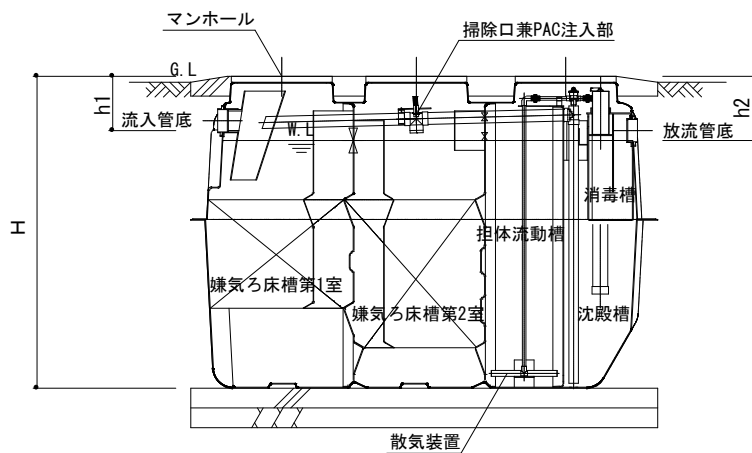 マンホール
掃除口兼PAC注入部
G.L
h1
h2
流入管底
W.L
放流管底
消毒槽
H
担体流動槽
嫌気ろ床槽第1室
嫌気ろ床槽第2室
沈殿槽
散気装置